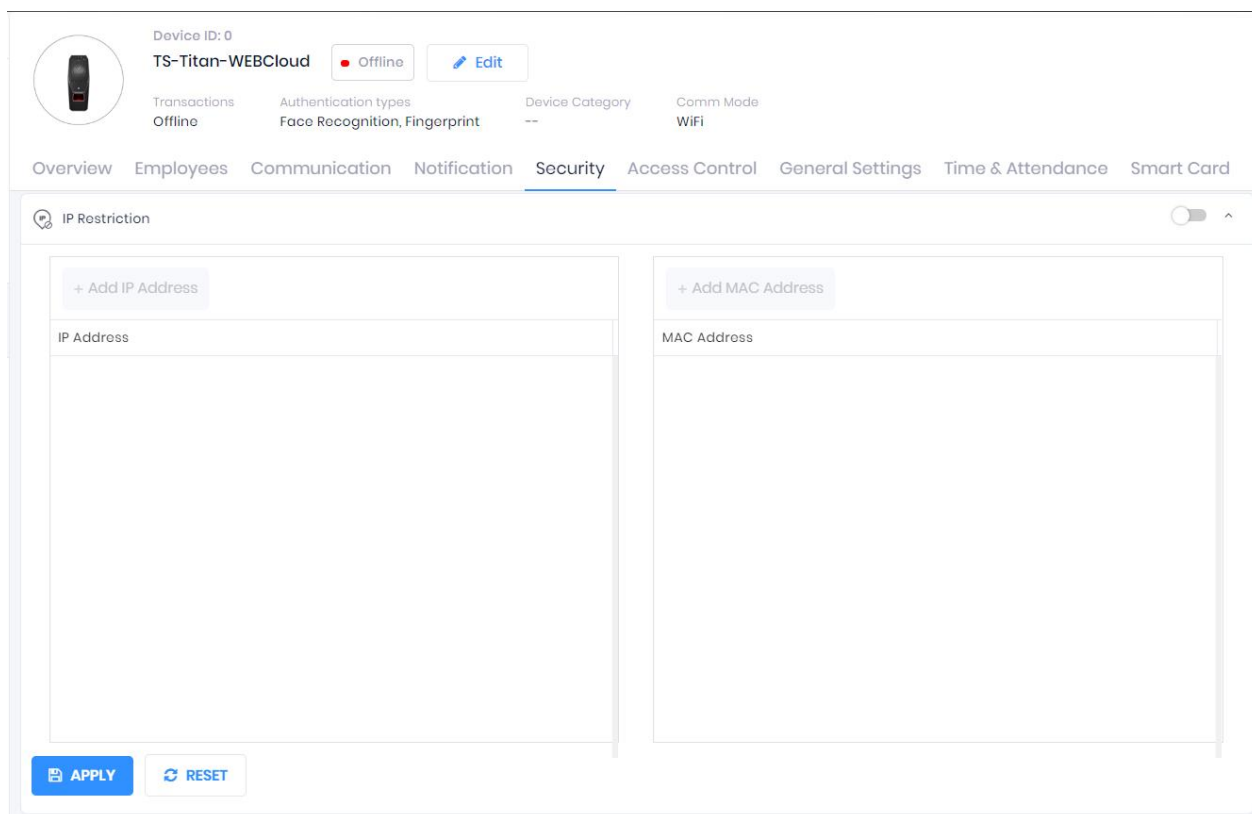 Device ID: 0
TS-Titan-WEBCloud Offline Edit
Transactions Authentication types Device Category Comm Mode
Offline Face Recognition, Fingerprint -- WiFi
Overview Employees Communication Notification Security Access Control General Settings Time & Attendance Smart Card
IP Restriction
+ Add IP Address + Add MAC Address
IP Address MAC Address
APPLY RESET